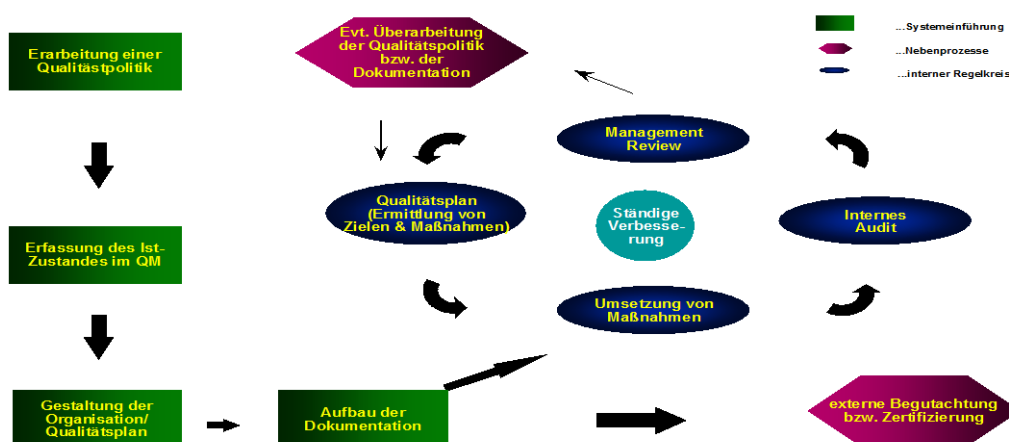 Erarbeitung einer
Qualitästpolitik
Evt. Überarbeitung
der Qualitätspolitik
bzw. der
Dokumentation
...Systemeinführung
...Nebenprozesse
...interner Regelkreis
Management
Review
Qualitätsplan
(Ermittlung von
Zielen & Maßnahmen)
Ständige
Verbesse-
rung
Internes
Audit
Erfassung des Ist-
Zustandes im QM
Umsetzung von
Maßnahmen
Gestaltung der
Organisation/
Qualitätsplan
Aufbau der
Dokumentation
externe Begutachtung
bzw. Zertifizierung